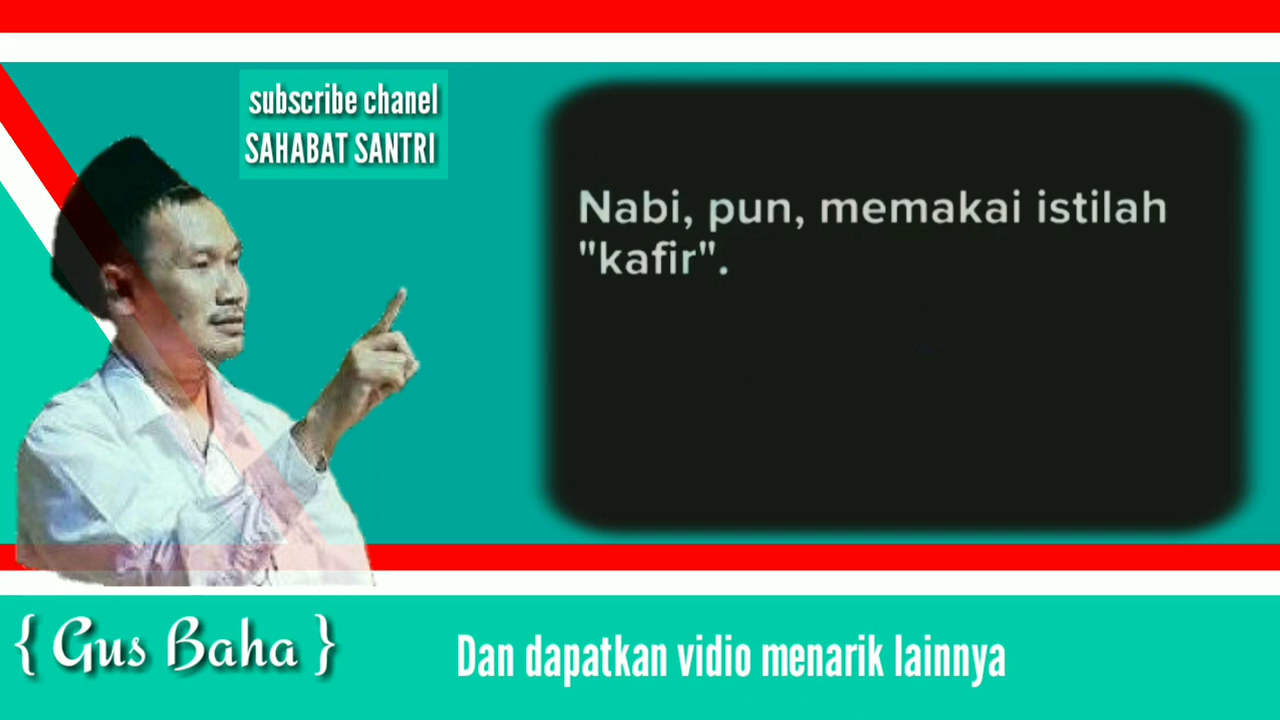 subscribe chanel
SAHABAT SANTRI
Nabi, pun, memakai istilah
"kafir".
{ Gus Baha }
Dan dapatkan vidio menarik lainnya